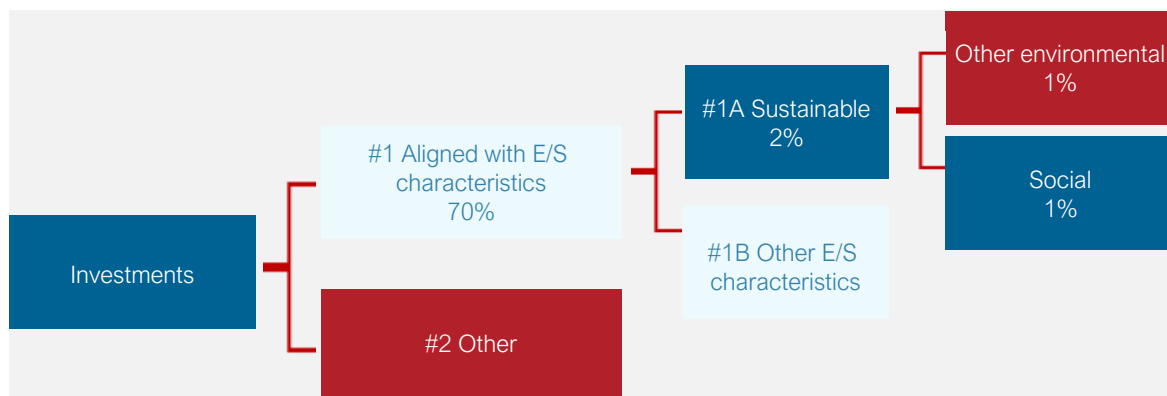 Investments
#1 Aligned with E/S
characteristics
70%
#2 Other
#1A Sustainable
2%
#1B Other E/S
characteristics
Other environmental
1%
Social
1%